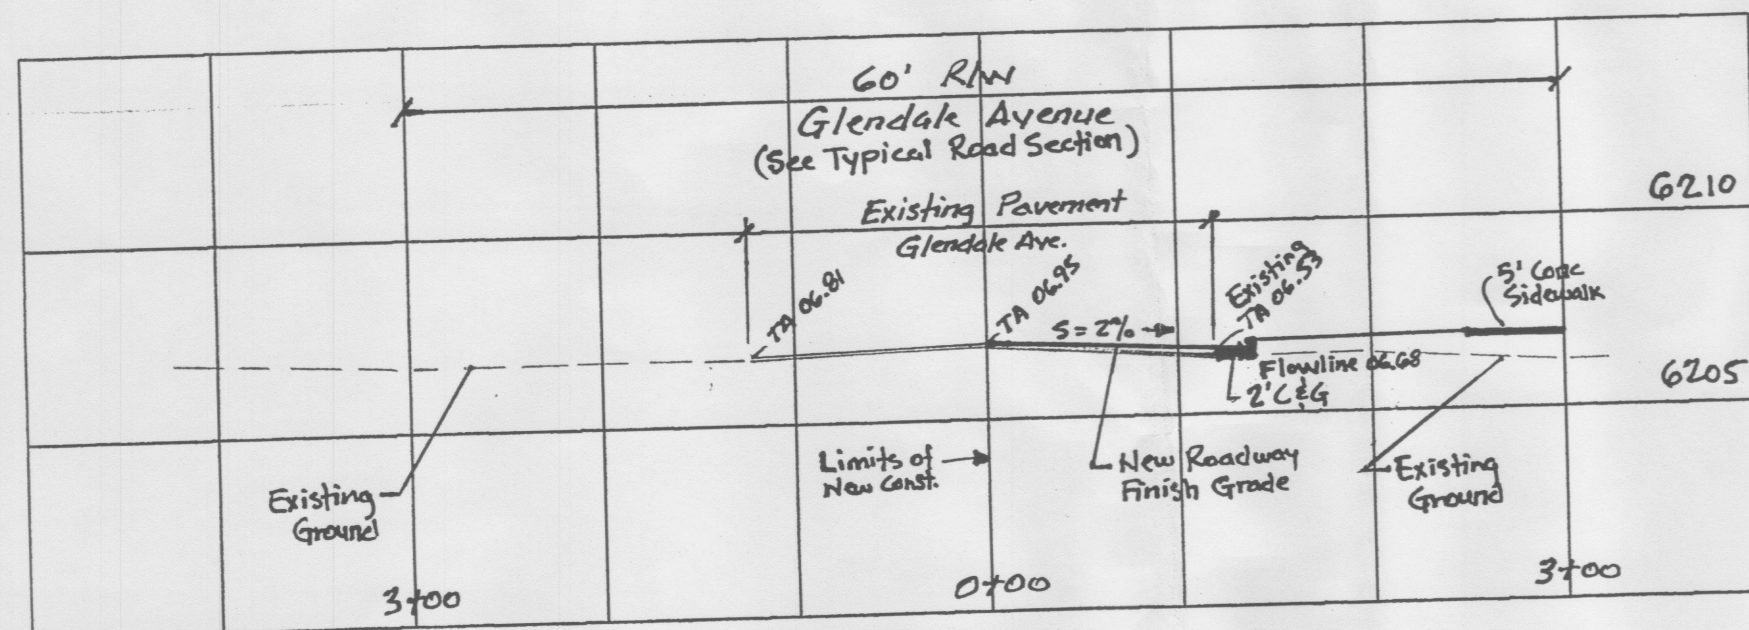 60' R/W
Glendale Avenue
(See Typical Road Section)
6210
Existing Pavement
Glendale Ave.
TA 06.81
TA 06.95
S = 2%
Existing
TA 06.53
5' Conc
Sidewalk
Flowline 06.68
2' C&G
6205
Limits of
New Const.
New Roadway
Finish Grade
Existing
Ground
Existing
Ground
3+00
0+00
3+00